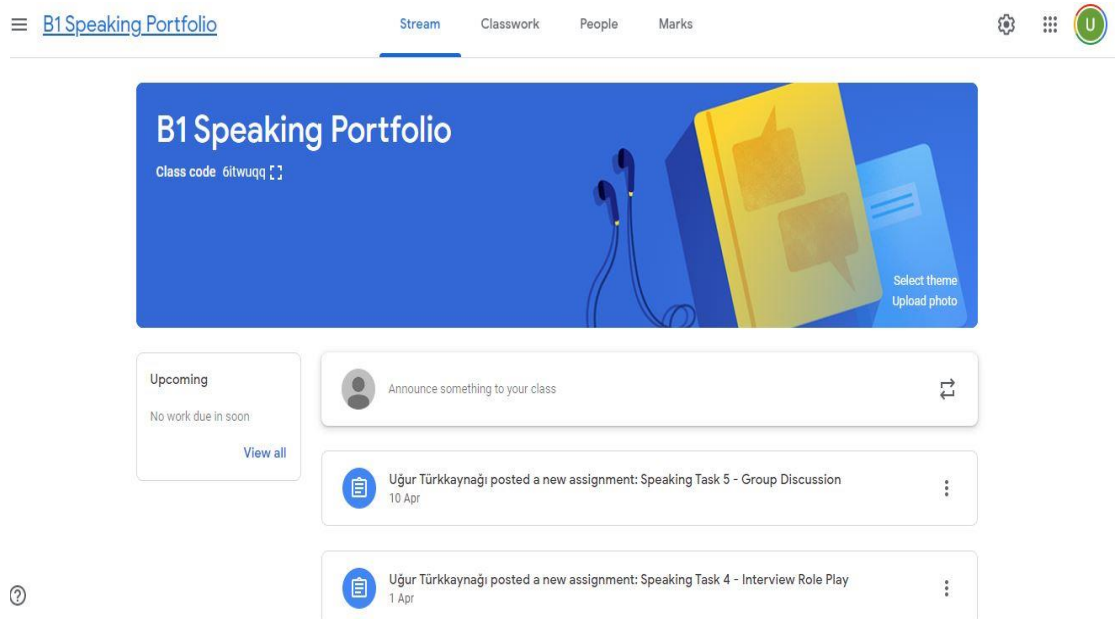 B1 Speaking Portfolio
Stream Classwork People Marks
U
B1 Speaking Portfolio
Class code 6itwuqq
Select theme
Upload photo
Upcoming
No work due in soon
View all
Announce something to your class
Uğur Türkkaynağı posted a new assignment: Speaking Task 5 - Group Discussion
10 Apr
Uğur Türkkaynağı posted a new assignment: Speaking Task 4 - Interview Role Play
1 Apr